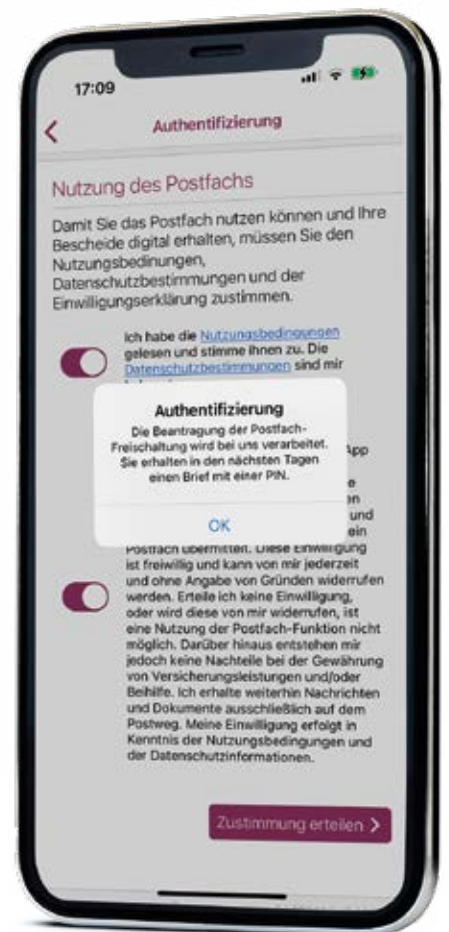 17:09
Authentifizierung
Nutzung des Postfachs
Damit Sie das Postfach nutzen können und Ihre
Bescheide digital erhalten, müssen Sie den
Nutzungsbedinungen,
Datenschutzbestimmungen und der
Einwilligungserklärung zustimmen.
Ich habe die Nutzungsbedingungen
gelesen und stimme ihnen zu. Die
Datenschutzbestimmungen sind mir
Authentifizierung
Die Beantragung der Postfach-
Freischaltung wird bei uns verarbeitet.
Sie erhalten in den nächsten Tagen
einen Brief mit einer PIN.
OK
App
und
ein
Postfach übermittelt. Diese Einwilligung
ist freiwillig und kann von mir jederzeit
und ohne Angabe von Gründen widerrufen
werden. Erteile ich keine Einwilligung,
oder wird diese von mir widerrufen, ist
eine Nutzung der Postfach-Funktion nicht
möglich. Darüber hinaus entstehen mir
jedoch keine Nachteile bei der Gewährung
von Versicherungsleistungen und/oder
Beihilfe. Ich erhalte weiterhin Nachrichten
und Dokumente ausschließlich auf dem
Postweg. Meine Einwilligung erfolgt in
Kenntnis der Nutzungsbedingungen und
der Datenschutzinformationen.
Zustimmung erteilen >